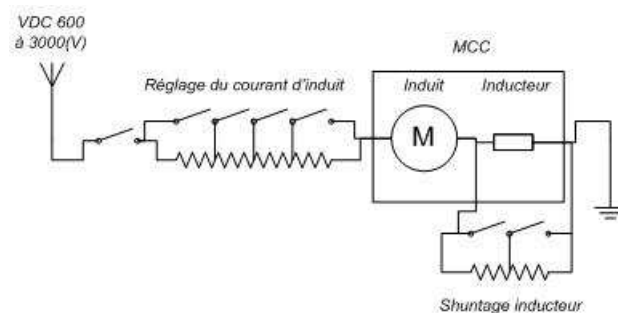 VDC 600
à 3000(V)
MCC
Réglage du courant d'induit
Induit
Inducteur
M
Shuntage inducteur